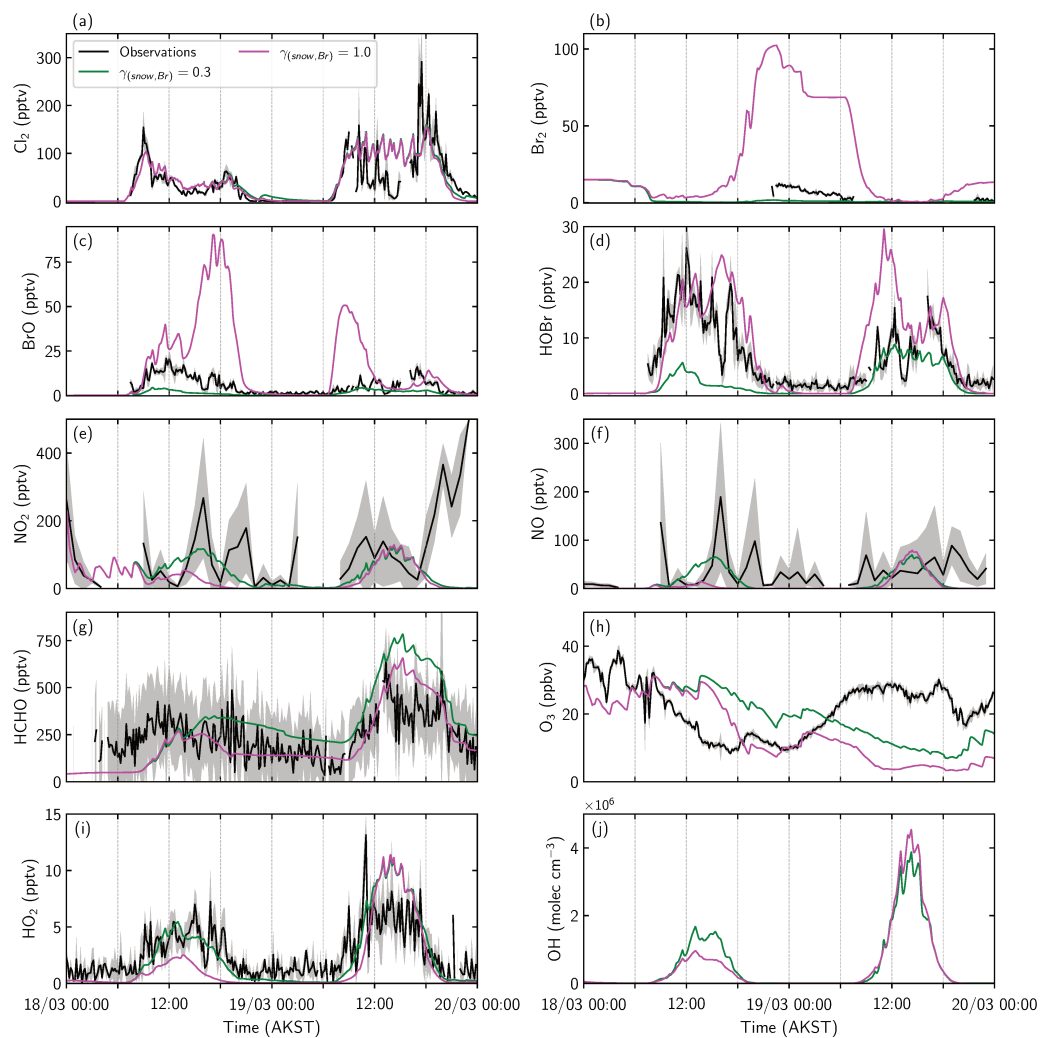 (a)
Observations
γ(snow,Br) = 0.3
γ(snow,Br) = 1.0
Cl2 (pptv)
300
200
100
0
(b)
Br2 (pptv)
100
50
0
(c)
BrO (pptv)
75
50
25
0
(d)
HOBr (pptv)
30
20
10
0
(e)
NO2 (pptv)
400
200
0
(f)
NO (pptv)
300
200
100
0
(g)
HCHO (pptv)
750
500
250
0
(h)
O3 (ppbv)
40
20
0
(i)
HO2 (pptv)
15
10
5
0
18/03 00:00
12:00
19/03 00:00
12:00
20/03 00:00
Time (AKST)
(j)
×10⁶
OH (molec cm⁻³)
4
2
0
18/03 00:00
12:00
19/03 00:00
12:00
20/03 00:00
Time (AKST)